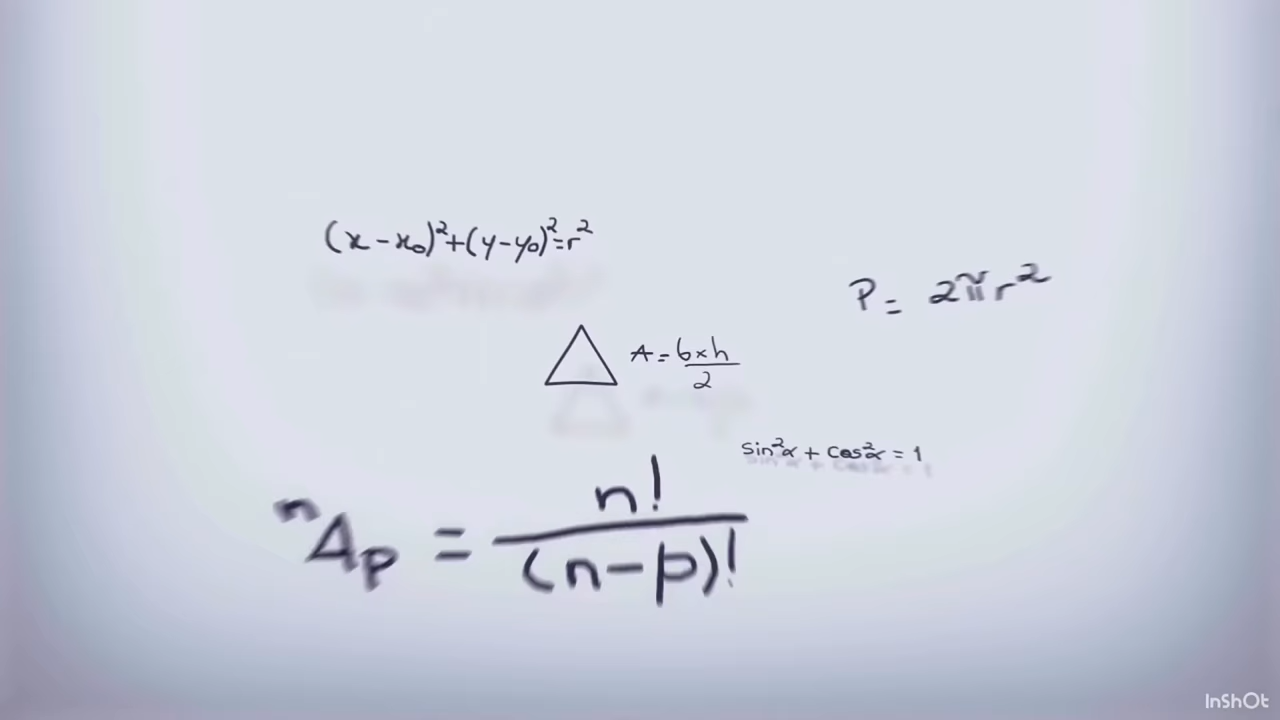 (x-x₀)²+(y-y₀)²=r²
P= 2πr²
A=b×h/2
sin²α + cos²α = 1
ⁿAₚ = n!/(n-p)!
InShOt